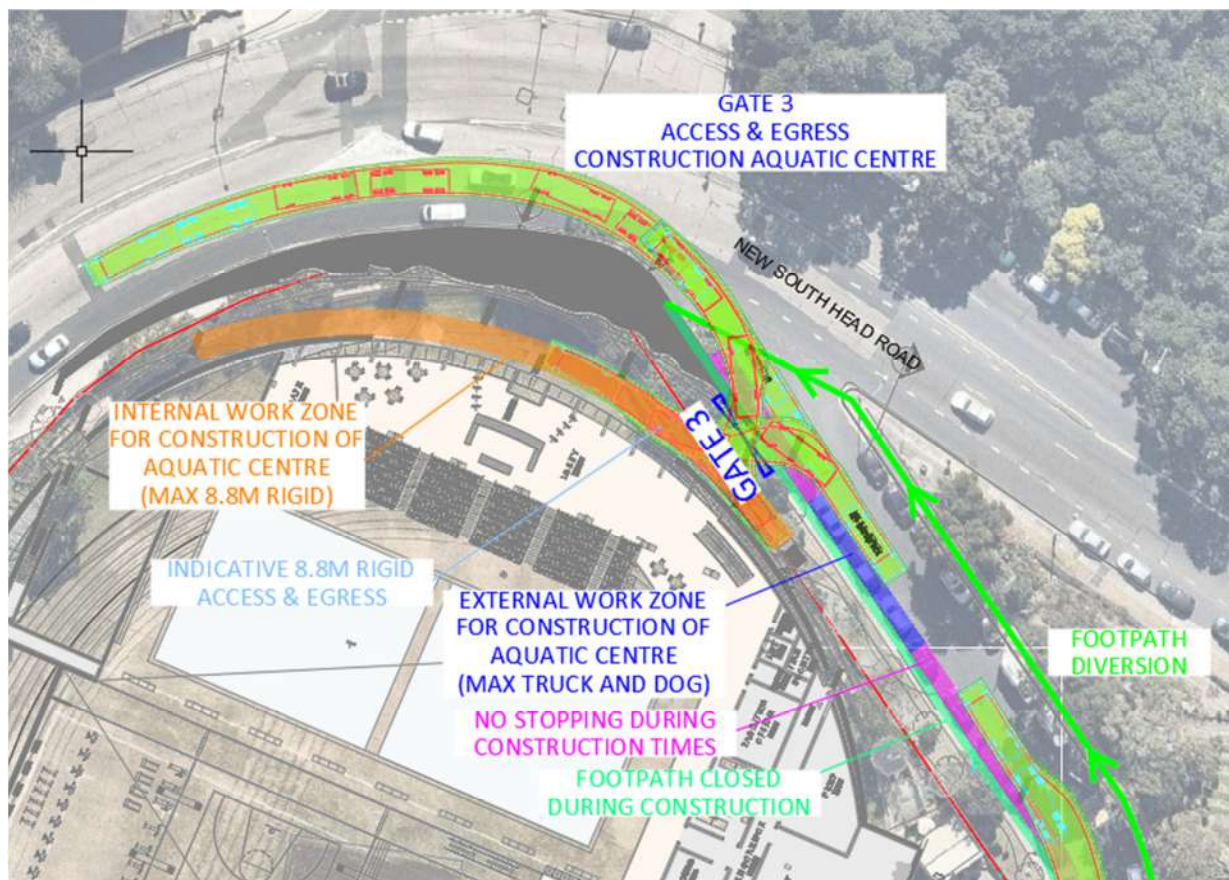 GATE 3
ACCESS & EGRESS
CONSTRUCTION AQUATIC CENTRE
NEW SOUTH HEAD ROAD
GATE 3
INTERNAL WORK ZONE
FOR CONSTRUCTION OF
AQUATIC CENTRE
(MAX 8.8M RIGID)
INDICATIVE 8.8M RIGID
ACCESS & EGRESS
EXTERNAL WORK ZONE
FOR CONSTRUCTION OF
AQUATIC CENTRE
(MAX TRUCK AND DOG)
FOOTPATH
DIVERSION
NO STOPPING DURING
CONSTRUCTION TIMES
FOOTPATH CLOSED
DURING CONSTRUCTION